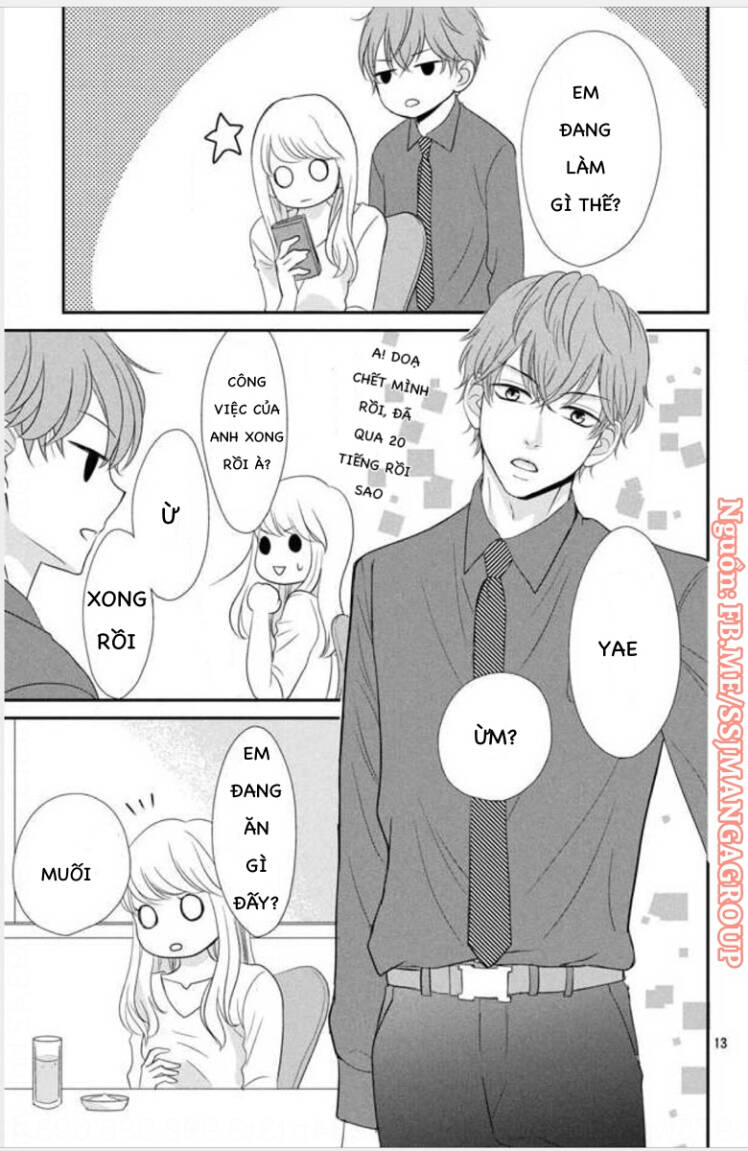 EM
ĐANG
LÀM
GÌ THẾ?
A! DOẠ
CHẾT MÌNH
RỒI, ĐÃ
QUA 20
TIẾNG RỒI
SAO
CÔNG
VIỆC CỦA
ANH XONG
RỒI À?
Ừ
XONG
RỒI
YAE
ỪM?
EM
ĐANG
ĂN
GÌ
ĐẤY?
MUỐI
Nguồn: FB.ME/SSJMANGAGROUP
13